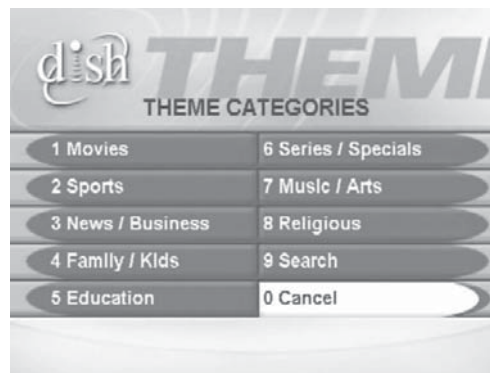 dish THEME
THEME CATEGORIES
1 Movies
2 Sports
3 News / Business
4 Family / Kids
5 Education
6 Series / Specials
7 Music / Arts
8 Religious
9 Search
0 Cancel